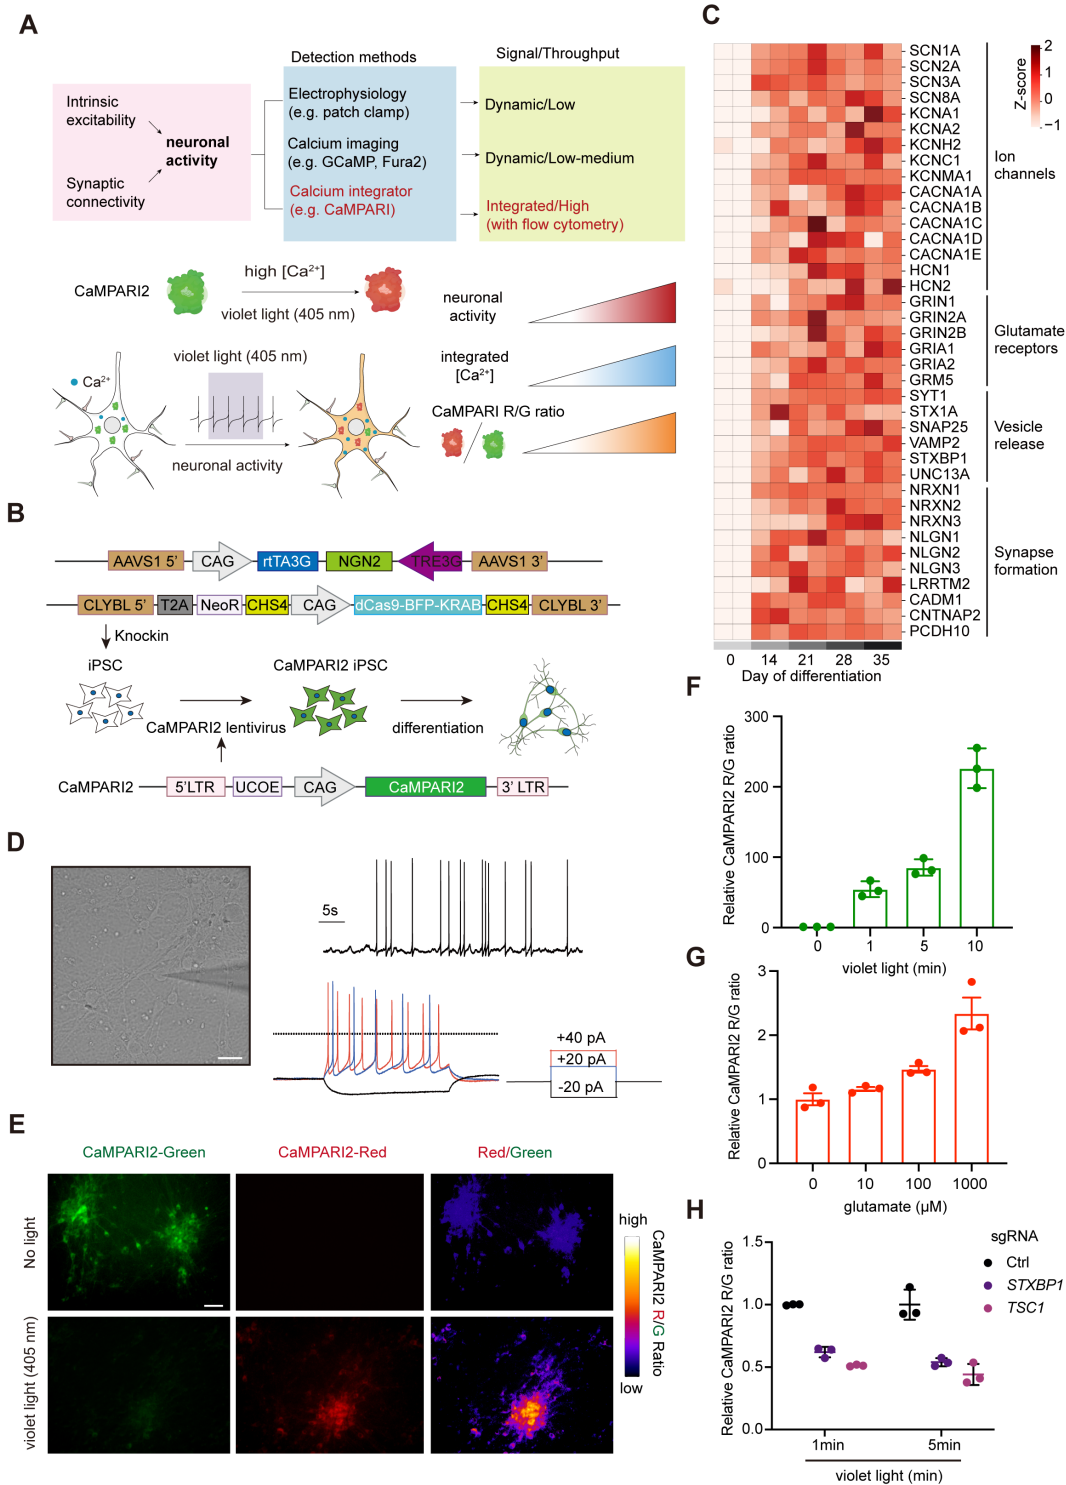 A
Detection methods
Signal/Throughput
Intrinsic
excitability
Synaptic
connectivity
neuronal
activity
Electrophysiology
(e.g. patch clamp)
Calcium imaging
(e.g. GCaMP, Fura2)
Calcium integrator
(e.g. CaMPARI)
Dynamic/Low
Dynamic/Low-medium
Integrated/High
(with flow cytometry)
CaMPARI2
high [Ca²⁺]
violet light (405 nm)
neuronal
activity
integrated
[Ca²⁺]
CaMPARI R/G ratio
Ca²⁺
violet light (405 nm)
neuronal activity
B
AAVS1 5’
CAG
rtTA3G
NGN2
TRE3G
AAVS1 3’
CLYBL 5’
T2A
NeoR
CHS4
CAG
dCas9-BFP-KRAB
CHS4
CLYBL 3’
Knockin
iPSC
CaMPARI2 iPSC
CaMPARI2 lentivirus
differentiation
CaMPARI2
5’LTR
UCOE
CAG
CaMPARI2
3’ LTR
C
SCN1A
SCN2A
SCN3A
SCN8A
KCNA1
KCNA2
KCNH2
KCNC1
KCNMA1
CACNA1A
CACNA1B
CACNA1C
CACNA1D
CACNA1E
HCN1
HCN2
GRIN1
GRIN2A
GRIN2B
GRIA1
GRIA2
GRM5
SYT1
STX1A
SNAP25
VAMP2
STXBP1
UNC13A
NRXN1
NRXN2
NRXN3
NLGN1
NLGN2
NLGN3
LRRTM2
CADM1
CNTNAP2
PCDH10
Ion
channels
Glutamate
receptors
Vesicle
release
Synapse
formation
Z-score
2
1
0
−1
0 14 21 28 35
Day of differentiation
D
5s
+40 pA
+20 pA
-20 pA
E
CaMPARI2-Green
CaMPARI2-Red
Red/Green
No light
violet light (405 nm)
high
low
CaMPARI2 R/G Ratio
F
Relative CaMPARI2 R/G ratio
300
200
100
0
0 1 5 10
violet light (min)
G
Relative CaMPARI2 R/G ratio
3
2
1
0
0 10 100 1000
glutamate (µM)
H
Relative CaMPARI2 R/G ratio
1.5
1.0
0.5
0.0
1min 5min
violet light (min)
sgRNA
Ctrl
STXBP1
TSC1